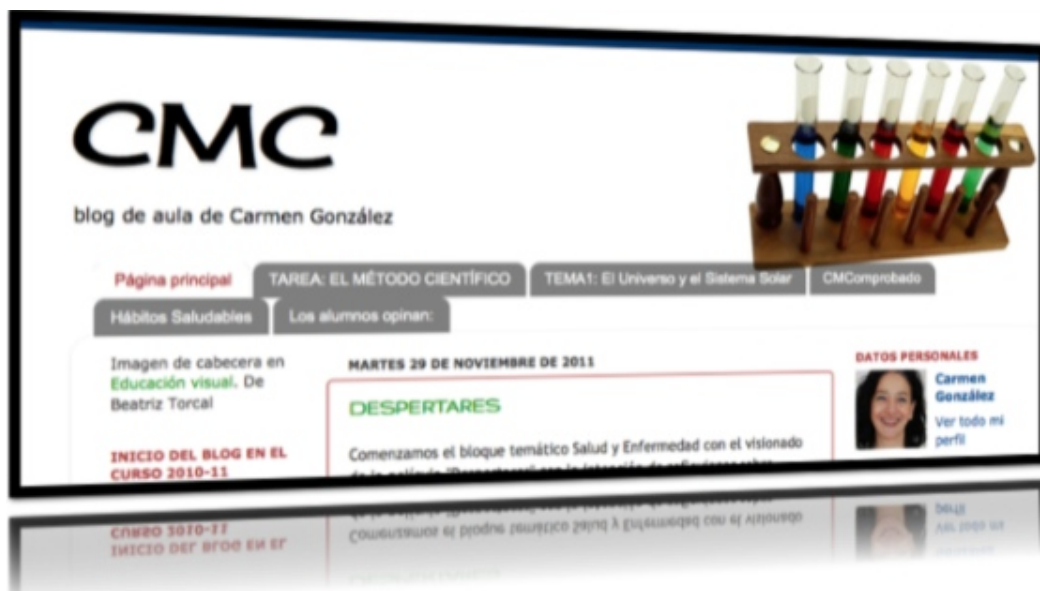 CMC
blog de aula de Carmen González
Página principal
TAREA: EL MÉTODO CIENTÍFICO
TEMA1: El Universo y el Sistema Solar
CMComprobado
Hábitos Saludables
Los alumnos opinan:
Imagen de cabecera en
Educación visual. De
Beatriz Torcal
INICIO DEL BLOG EN EL
CURSO 2010-11
MARTES 29 DE NOVIEMBRE DE 2011
DESPERTARES
Comenzamos el bloque temático Salud y Enfermedad con el visionado
DATOS PERSONALES
Carmen
González
Ver todo mi
perfil